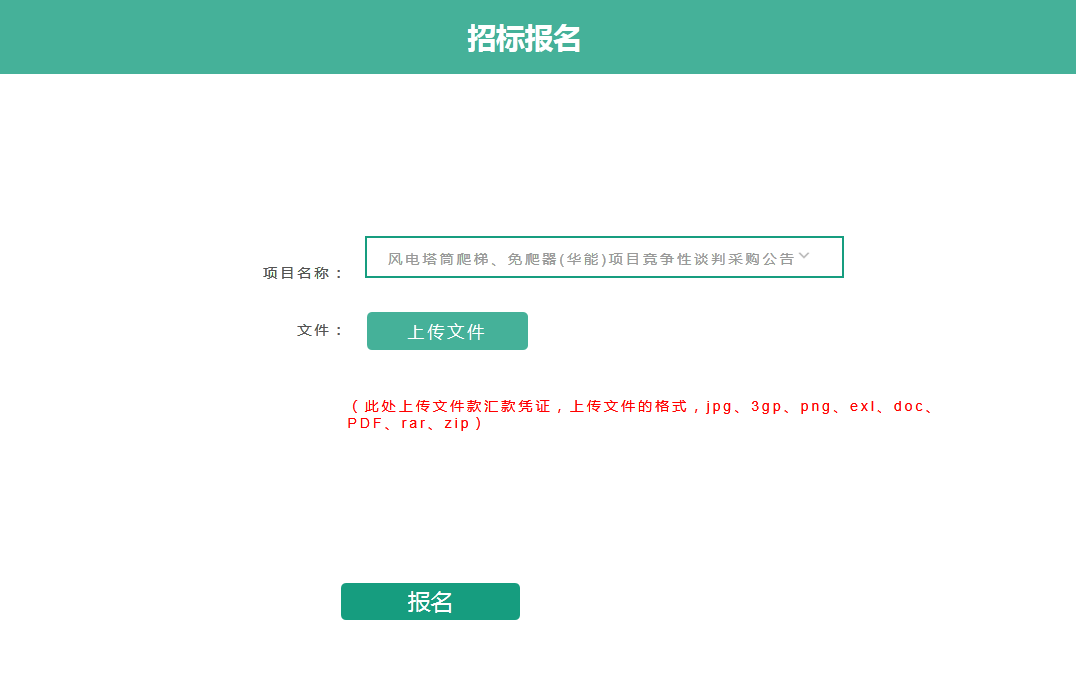 招标报名
项目名称：
风电塔筒爬梯、免爬器(华能)项目竞争性谈判采购公告
文件：
上传文件
（此处上传文件款汇款凭证，上传文件的格式，jpg、3gp、png、exl、doc、
PDF、rar、zip）
报名